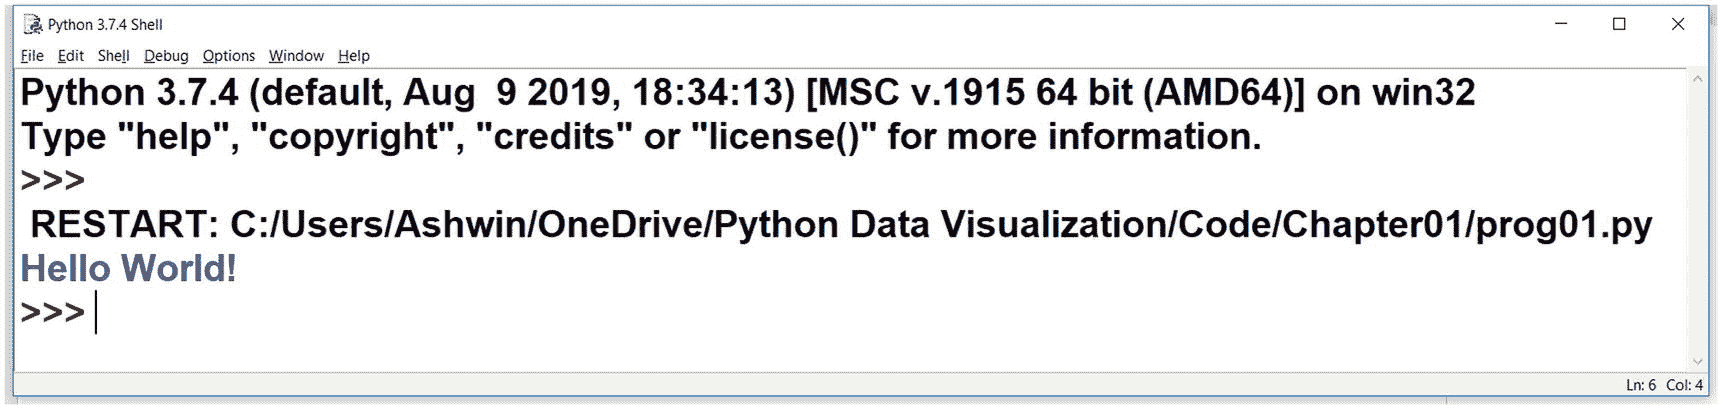 Python 3.7.4 Shell
File Edit Shell Debug Options Window Help
Python 3.7.4 (default, Aug  9 2019, 18:34:13) [MSC v.1915 64 bit (AMD64)] on win32
Type "help", "copyright", "credits" or "license()" for more information.
>>>
RESTART: C:/Users/Ashwin/OneDrive/Python Data Visualization/Code/Chapter01/prog01.py
Hello World!
>>>
Ln: 6 Col: 4